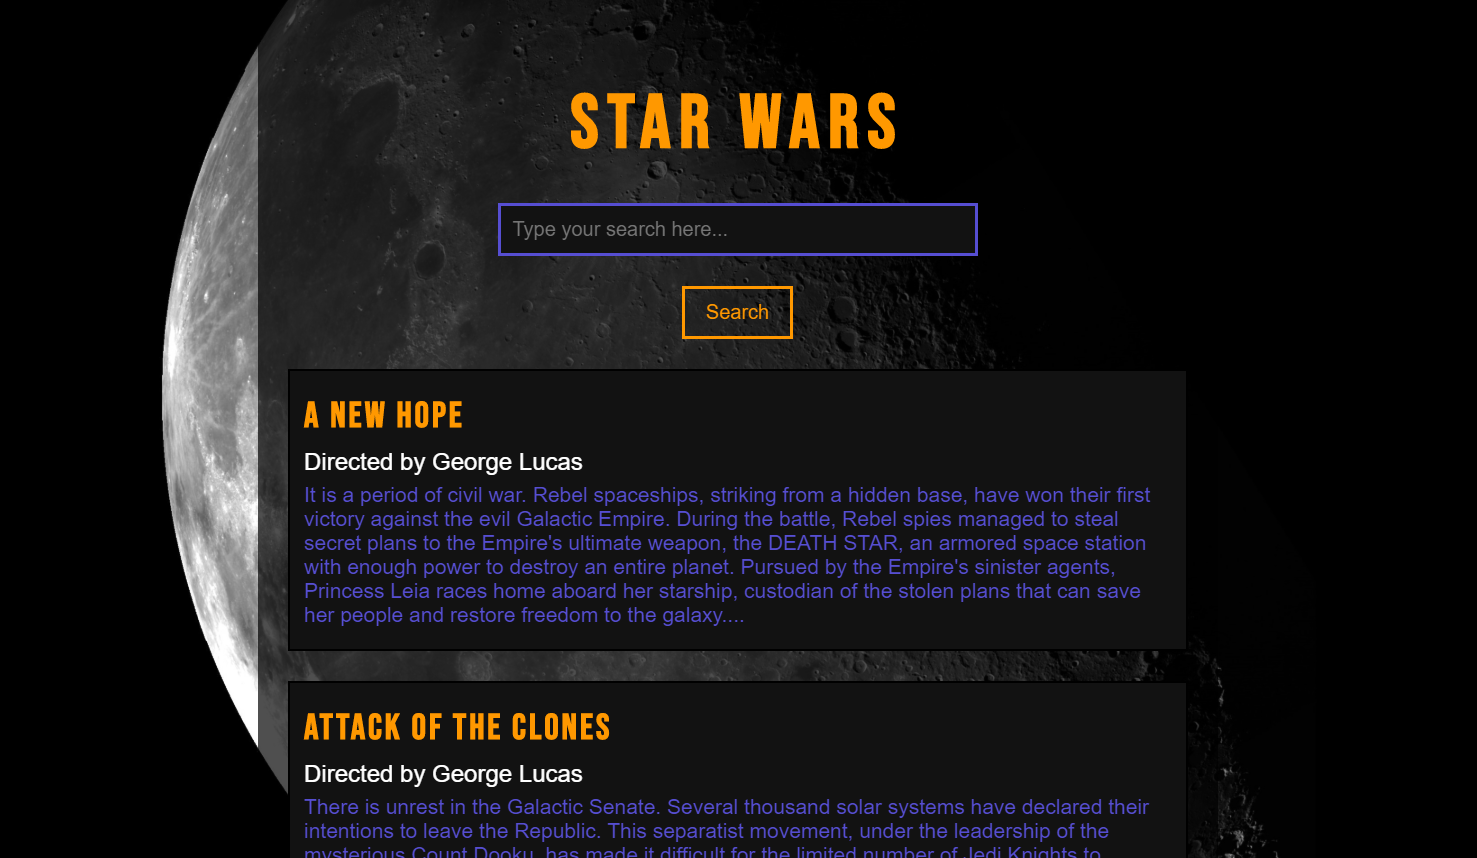 STAR WARS
Type your search here...
Search
A NEW HOPE
Directed by George Lucas
It is a period of civil war. Rebel spaceships, striking from a hidden base, have won their first
victory against the evil Galactic Empire. During the battle, Rebel spies managed to steal
secret plans to the Empire's ultimate weapon, the DEATH STAR, an armored space station
with enough power to destroy an entire planet. Pursued by the Empire's sinister agents,
Princess Leia races home aboard her starship, custodian of the stolen plans that can save
her people and restore freedom to the galaxy....
ATTACK OF THE CLONES
Directed by George Lucas
There is unrest in the Galactic Senate. Several thousand solar systems have declared their
intentions to leave the Republic. This separatist movement, under the leadership of the
mysterious Count Dooku, has made it difficult for the limited number of Jedi Knights to